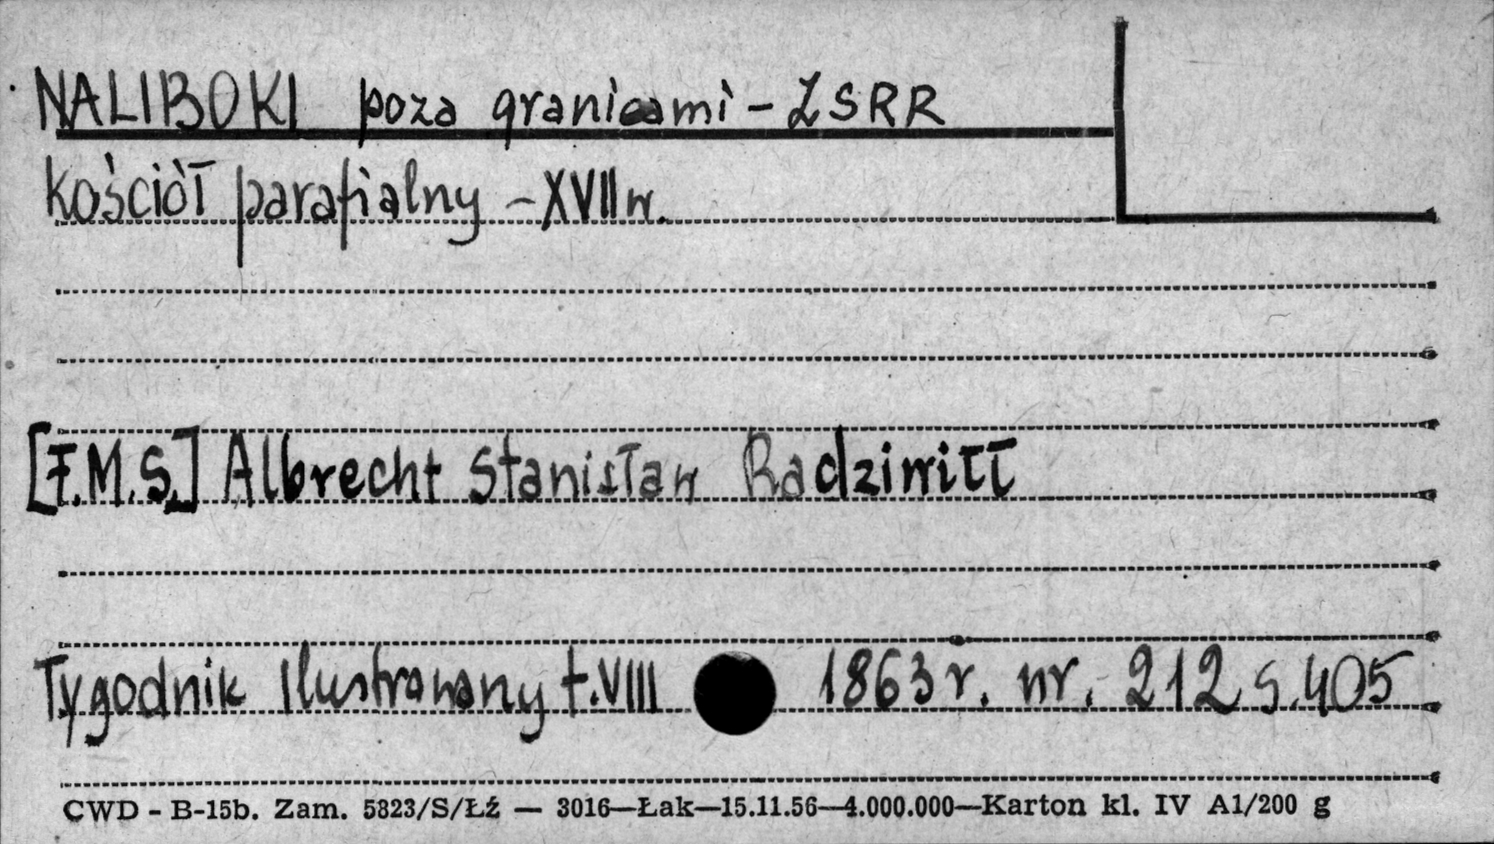 NALIBOKI poza granicami - ZSRR
kościół parafialny - XVII w.
[F.M.S.] Albrecht Stanisław Radziwiłł
Tygodnik Ilustrowany t. VIII 1863 r. nr. 212 s. 405
CWD - B-15b. Zam. 5823/S/Łź — 3016—Łak—15.11.56—4.000.000—Karton kl. IV A1/200 g